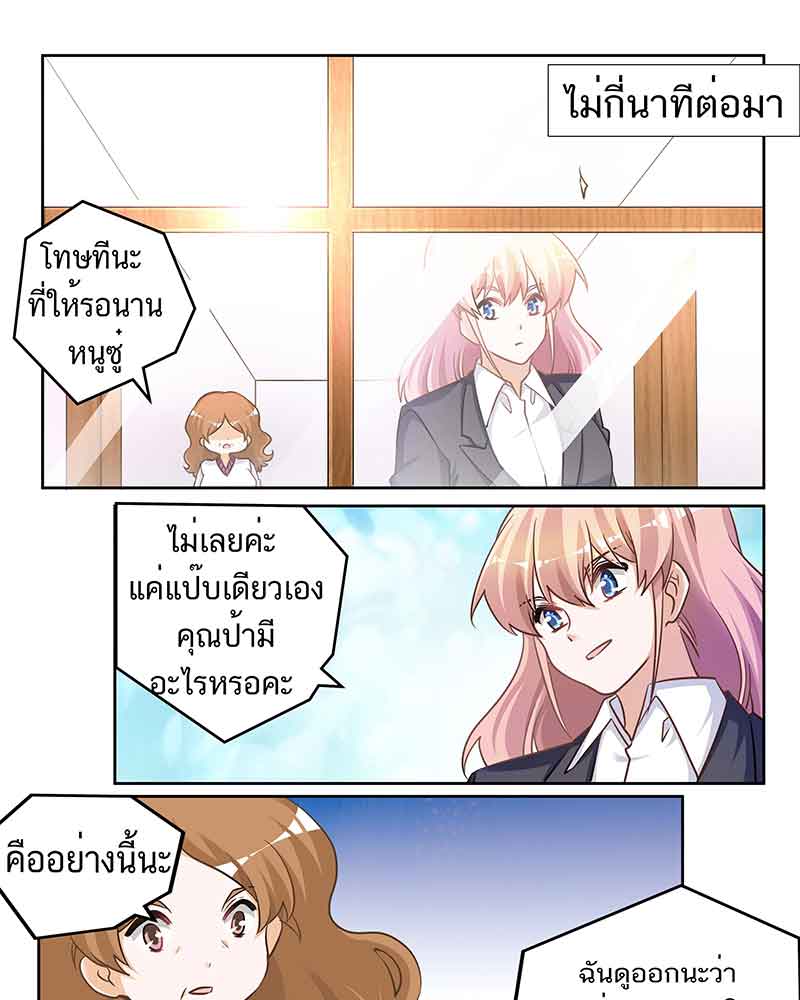 ไม่กี่นาทีต่อมา
โทษทีนะ
ที่ให้รอนาน
หนูซู่
ไม่เลยค่ะ
แค่แป๊บเดียวเอง
คุณป้ามี
อะไรหรอคะ
คืออย่างนี้นะ
ฉันดูออกนะว่า